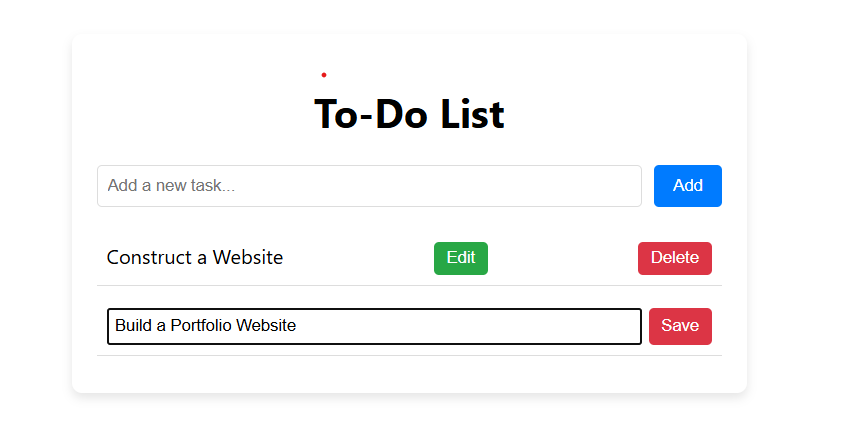 To-Do List
Add a new task... Add
Construct a Website Edit Delete
Build a Portfolio Website Save